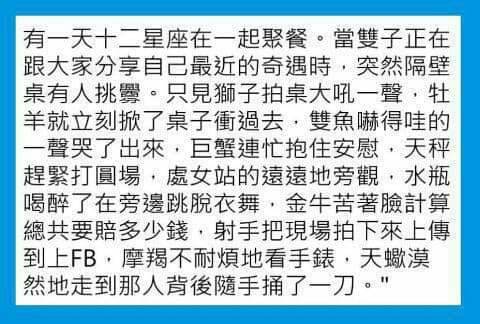 有一天十二星座在一起聚餐。當雙子正在
跟大家分享自己最近的奇遇時，突然隔壁
桌有人挑釁。只見獅子拍桌大吼一聲，牡
羊就立刻掀了桌子衝過去，雙魚嚇得哇的
一聲哭了出來，巨蟹連忙抱住安慰，天秤
趕緊打圓場，處女站的遠遠地旁觀，水瓶
喝醉了在旁邊跳脫衣舞，金牛苦著臉計算
總共要賠多少錢，射手把現場拍下來上傳
到上FB，摩羯不耐煩地看手錶，天蠍漠
然地走到那人背後隨手捅了一刀。"